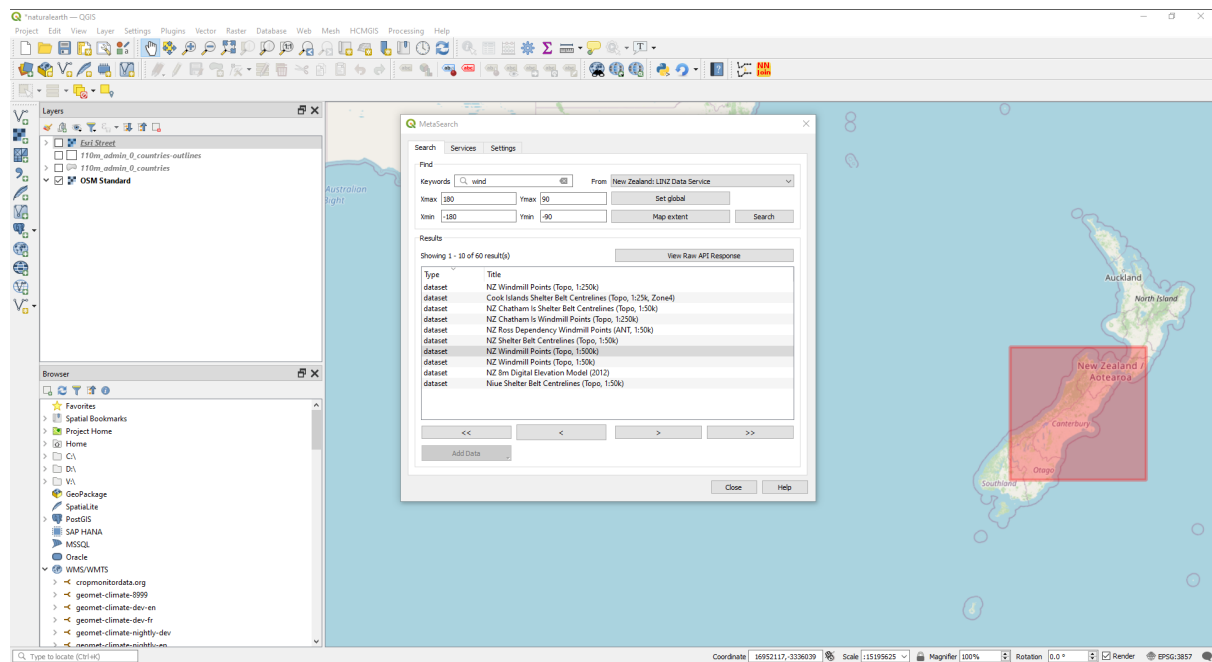 *naturalearth — QGIS
Project Edit View Layer Settings Plugins Vector Raster Database Web Mesh HCMGIS Processing Help
NN
Join
Layers
Esri Street
110m_admin_0_countries-outlines
110m_admin_0_countries
OSM Standard
Browser
Favorites
Spatial Bookmarks
Project Home
Home
C:\
D:\
V:\
GeoPackage
SpatiaLite
PostGIS
SAP HANA
MSSQL
Oracle
WMS/WMTS
cropmonitordata.org
geomet-climate-8999
geomet-climate-dev-en
geomet-climate-dev-fr
geomet-climate-nightly-dev
geomet-climate-nightly-en
MetaSearch
Search Services Settings
Find
Keywords wind From New Zealand: LINZ Data Service
Xmax 180 Ymax 90 Set global
Xmin -180 Ymin -90 Map extent Search
Results
Showing 1 - 10 of 60 result(s) View Raw API Response
Type Title
dataset NZ Windmill Points (Topo, 1:250k)
dataset Cook Islands Shelter Belt Centrelines (Topo, 1:25k, Zone4)
dataset NZ Chatham Is Shelter Belt Centrelines (Topo, 1:50k)
dataset NZ Chatham Is Windmill Points (Topo, 1:250k)
dataset NZ Ross Dependency Windmill Points (ANT, 1:50k)
dataset NZ Shelter Belt Centrelines (Topo, 1:50k)
dataset NZ Windmill Points (Topo, 1:500k)
dataset NZ Windmill Points (Topo, 1:50k)
dataset NZ 8m Digital Elevation Model (2012)
dataset Niue Shelter Belt Centrelines (Topo, 1:50k)
<< < > >>
Add Data
Close Help
Australian
Bight
Auckland
North Island
New Zealand /
Aotearoa
Canterbury
Otago
Southland
Type to locate (Ctrl+K) Coordinate 16952117,-3336039 Scale :15195625 Magnifier 100% Rotation 0.0 ° Render EPSG:3857